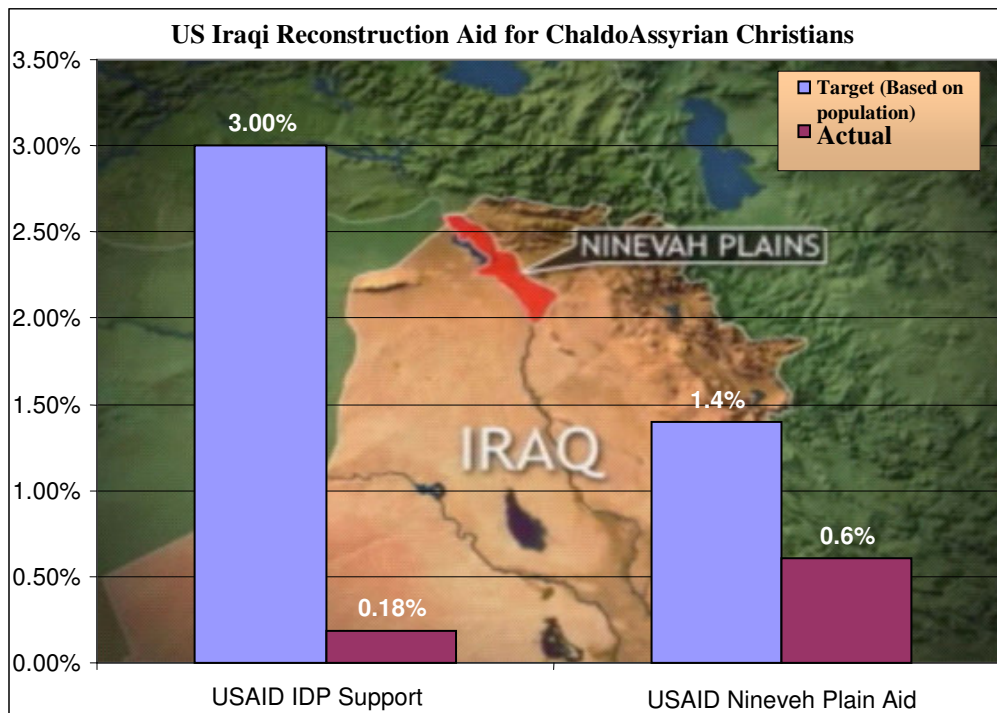 US Iraqi Reconstruction Aid for ChaldoAssyrian Christians
3.50%
3.00%
2.50%
2.00%
1.50%
1.00%
0.50%
0.00%
Target (Based on
population)
Actual
3.00%
0.18%
1.4%
0.6%
NINEVAH PLAINS
IRAQ
USAID IDP Support
USAID Nineveh Plain Aid